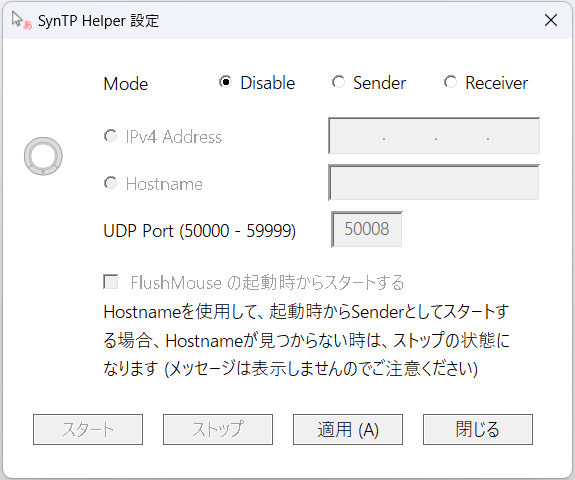 SynTP Helper 設定
Mode Disable Sender Receiver
IPv4 Address . . .
Hostname
UDP Port (50000 - 59999) 50008
FlushMouse の起動時からスタートする
Hostnameを使用して、起動時からSenderとしてスタートす
る場合、Hostnameが見つからない時は、ストップの状態に
なります (メッセージは表示しませんのでご注意ください)
スタート ストップ 適用 (A) 閉じる